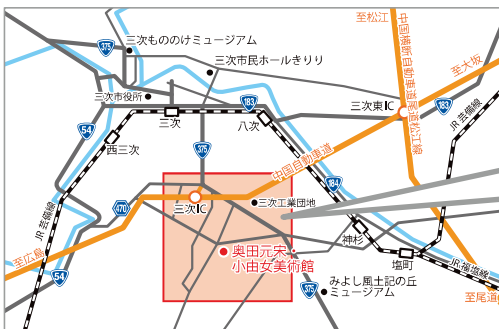 至松江
375
三次もののけミュージアム
中国横断自動車道尾道松江線
三次市民ホールきりり
至大坂
三次市役所
183
三次東IC
183
54
三次
八次
JR 芸備線
西三次
375
中国自動車道
184
470
三次IC
三次工業団地
JR 芸備線
神杉
奥田元宋・
小由女美術館
塩町
至広島
JR福塩線
54
375
みよし風土記の丘
ミュージアム
至尾道